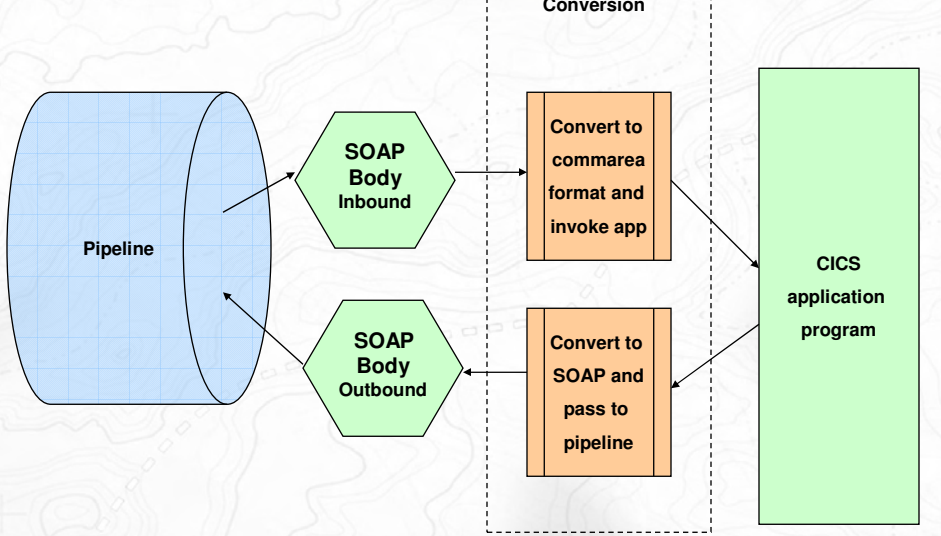 Conversion
Pipeline
SOAP
Body
Inbound
Convert to
commarea
format and
invoke app
CICS
application
program
SOAP
Body
Outbound
Convert to
SOAP and
pass to
pipeline